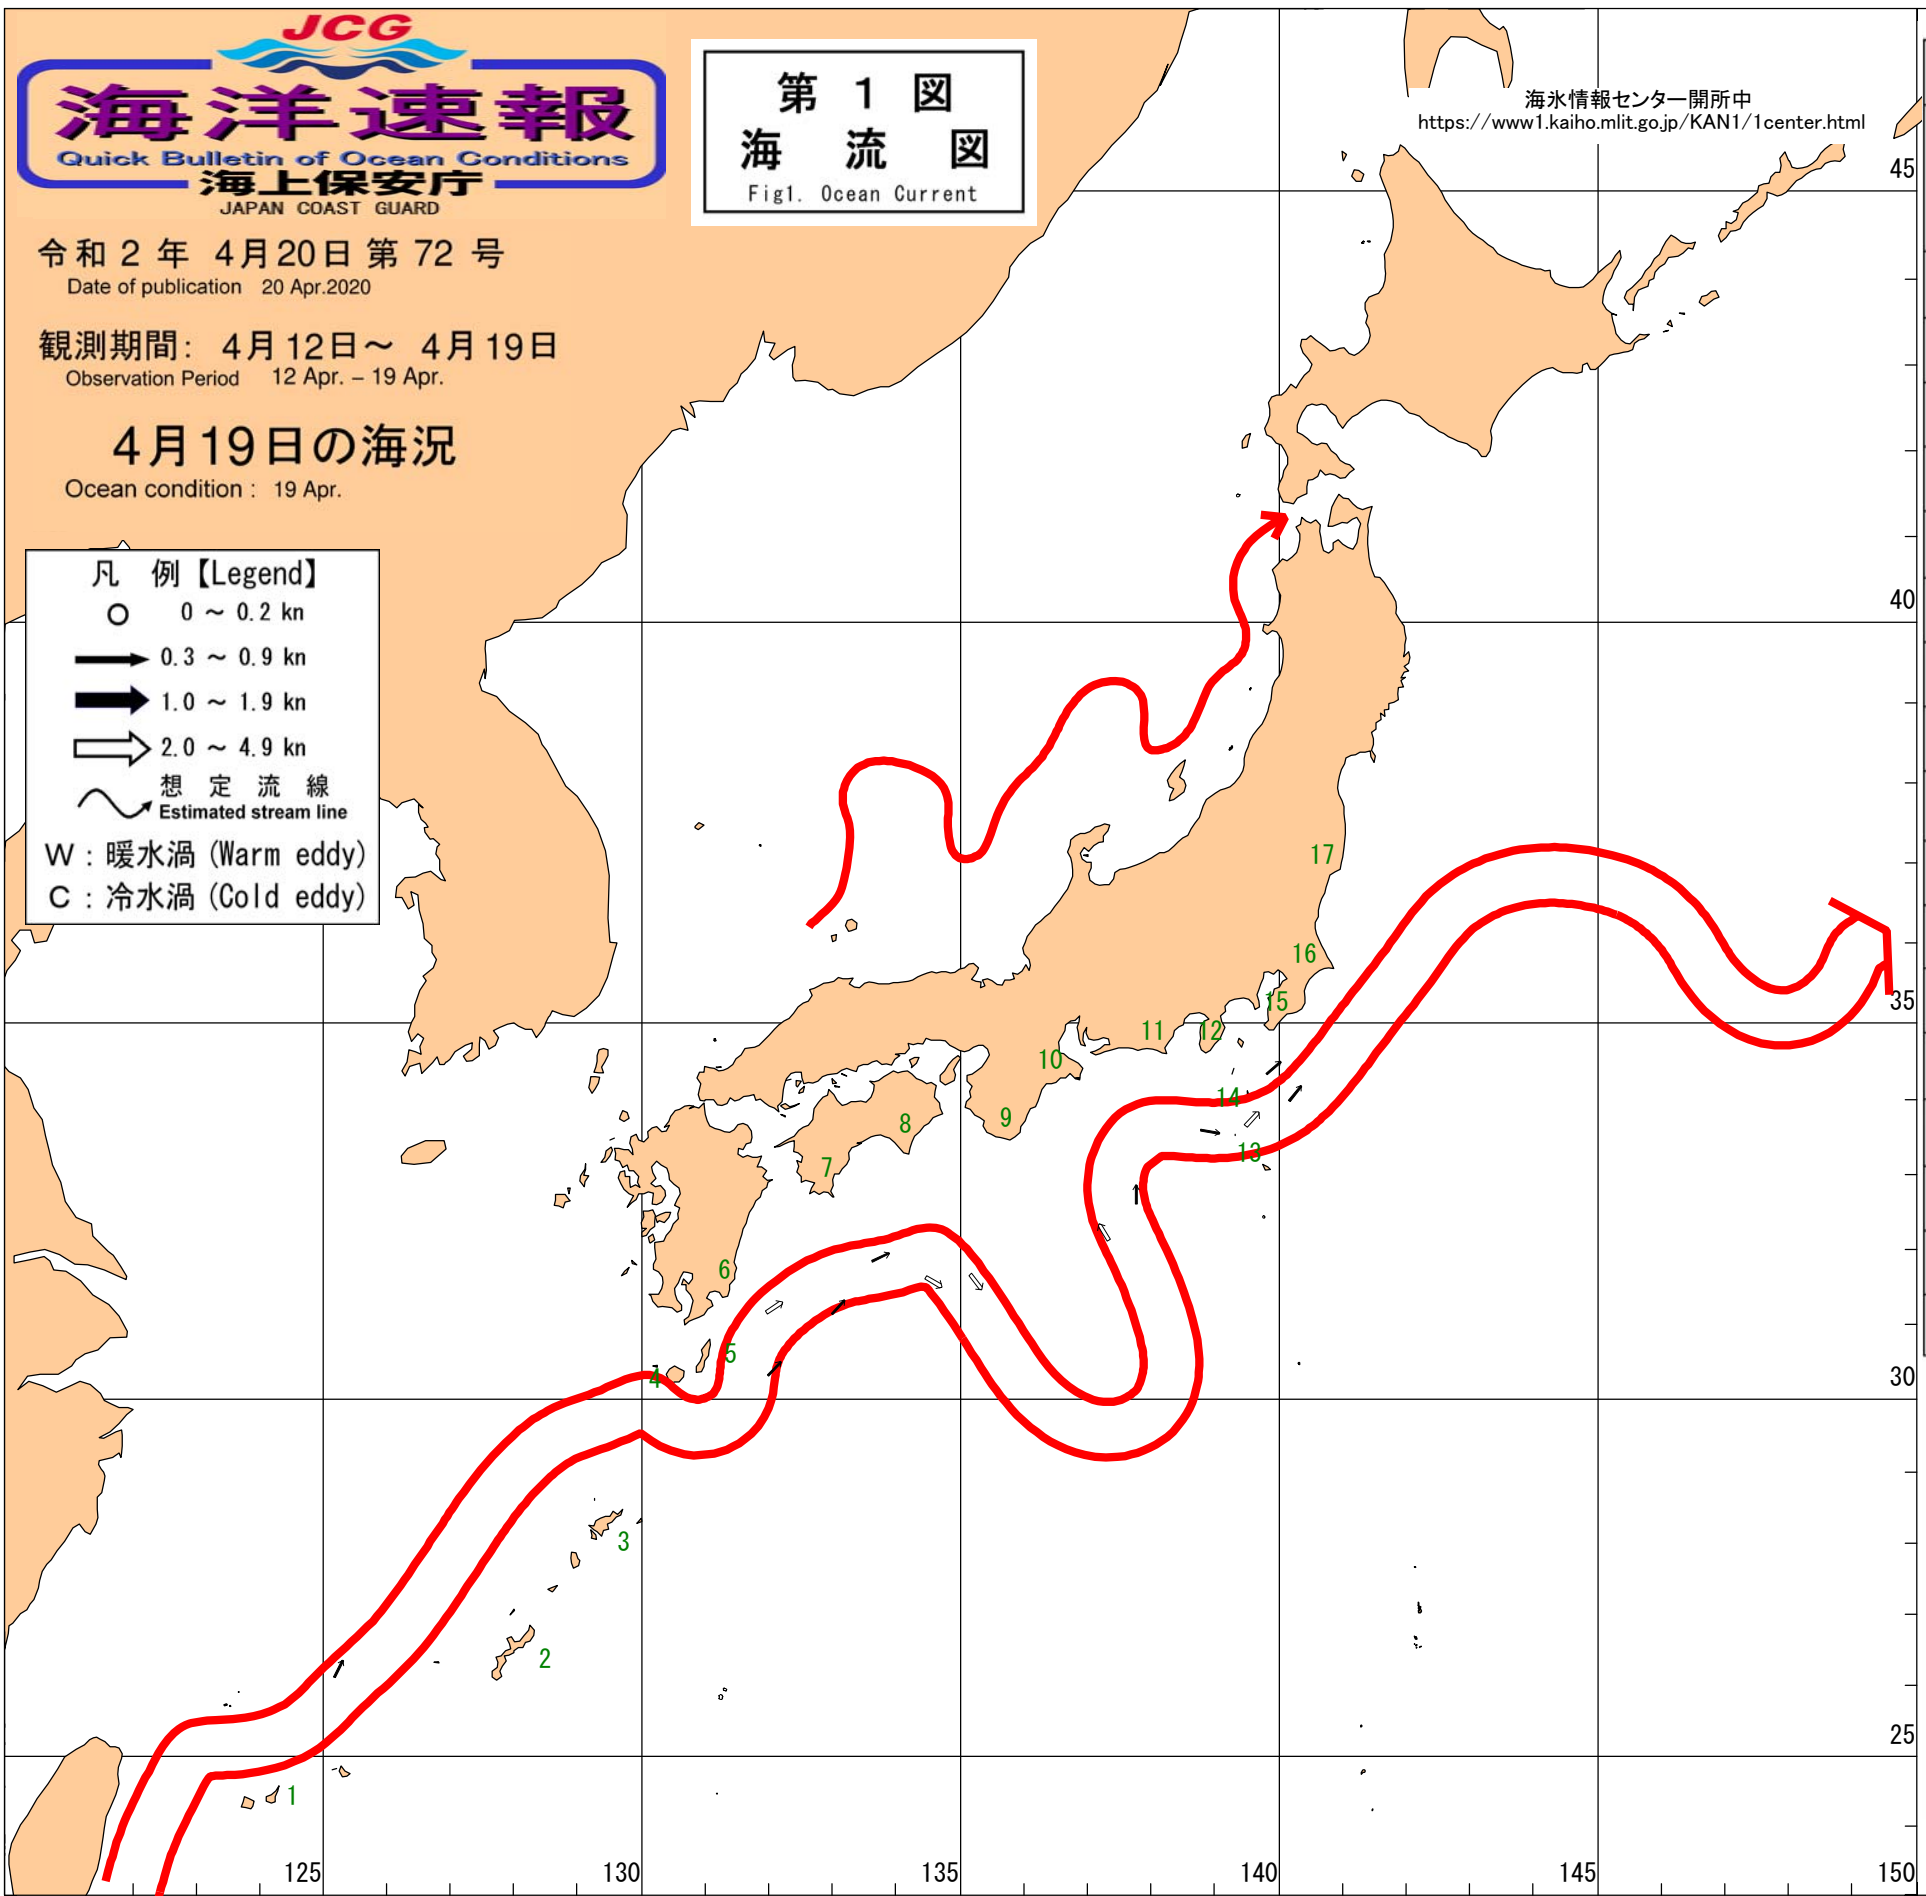 JCG
海洋速報
Quick Bulletin of Ocean Conditions
海上保安庁
JAPAN COAST GUARD
令和 2 年 4月20日 第 72 号
Date of publication 20 Apr.2020
観測期間: 4月12日~ 4月19日
Observation Period 12 Apr. – 19 Apr.
4月19日の海況
Ocean condition : 19 Apr.
第 1 図
海 流 図
Fig1. Ocean Current
海氷情報センター開所中
https://www1.kaiho.mlit.go.jp/KAN1/1center.html
凡 例【Legend】
0 ~ 0.2 kn
0.3 ~ 0.9 kn
1.0 ~ 1.9 kn
2.0 ~ 4.9 kn
想 定 流 線
Estimated stream line
W : 暖水渦 (Warm eddy)
C : 冷水渦 (Cold eddy)
45
40
35
30
25
17
16
15
14
13
12
11
10
9
8
7
6
5
4
3
2
1
125
130
135
140
145
150